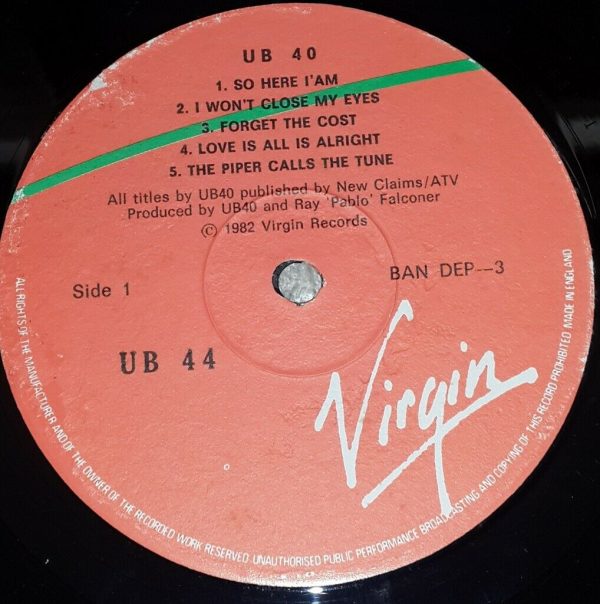 UB 40
1. SO HERE I'AM
2. I WON'T CLOSE MY EYES
3. FORGET THE COST
4. LOVE IS ALL IS ALRIGHT
5. THE PIPER CALLS THE TUNE
All titles by UB40 published by New Claims/ATV
Produced by UB40 and Ray 'Pablo' Falconer
© 1982 Virgin Records
Side 1
BAN DEP--3
UB 44
Virgin
ALL RIGHTS OF THE MANUFACTURER AND OF THE OWNER OF THE RECORDED WORK RESERVED. UNAUTHORISED PUBLIC PERFORMANCE BROADCASTING AND COPYING OF THIS RECORD PROHIBITED MADE IN ENGLAND